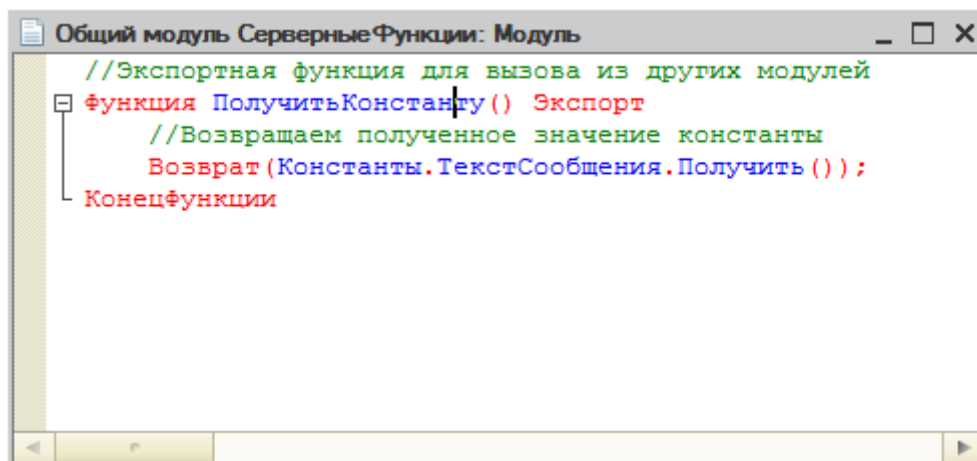 Общий модуль СерверныеФункции: Модуль
//Экспортная функция для вызова из других модулей
Функция ПолучитьКонстанту() Экспорт
//Возвращаем полученное значение константы
Возврат(Константы.ТекстСообщения.Получить());
КонецФункции